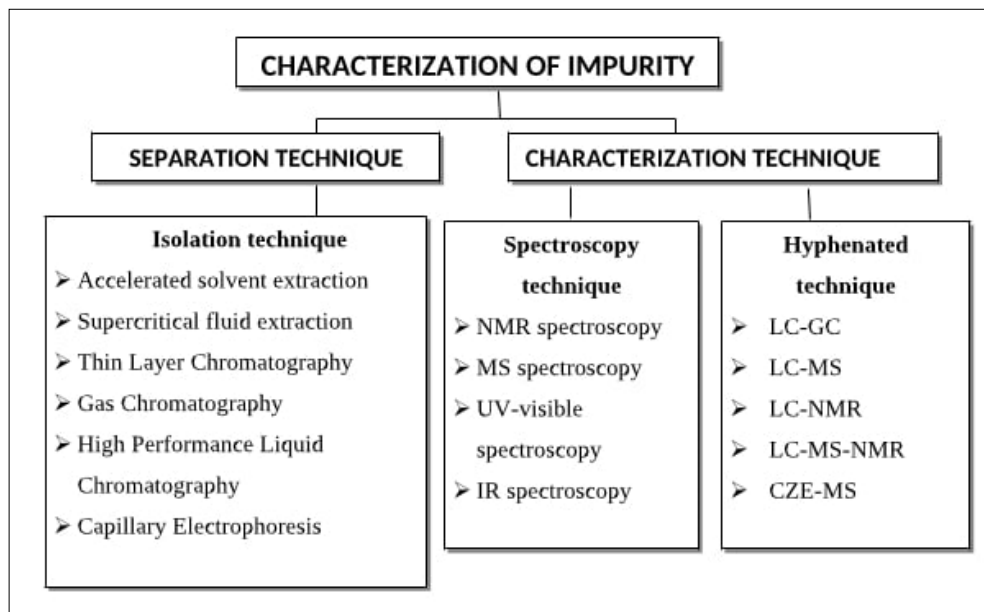 CHARACTERIZATION OF IMPURITY
SEPARATION TECHNIQUE
CHARACTERIZATION TECHNIQUE
Isolation technique
➢ Accelerated solvent extraction
➢ Supercritical fluid extraction
➢ Thin Layer Chromatography
➢ Gas Chromatography
➢ High Performance Liquid
Chromatography
➢ Capillary Electrophoresis
Spectroscopy
technique
➢ NMR spectroscopy
➢ MS spectroscopy
➢ UV-visible
spectroscopy
➢ IR spectroscopy
Hyphenated
technique
➢ LC-GC
➢ LC-MS
➢ LC-NMR
➢ LC-MS-NMR
➢ CZE-MS